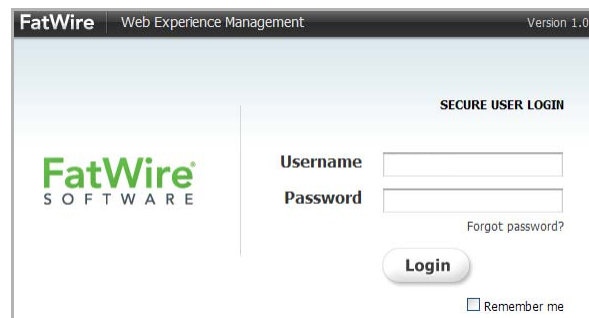 FatWire Web Experience Management Version 1.0
SECURE USER LOGIN
FatWire
SOFTWARE
Username
Password
Forgot password?
Login
Remember me